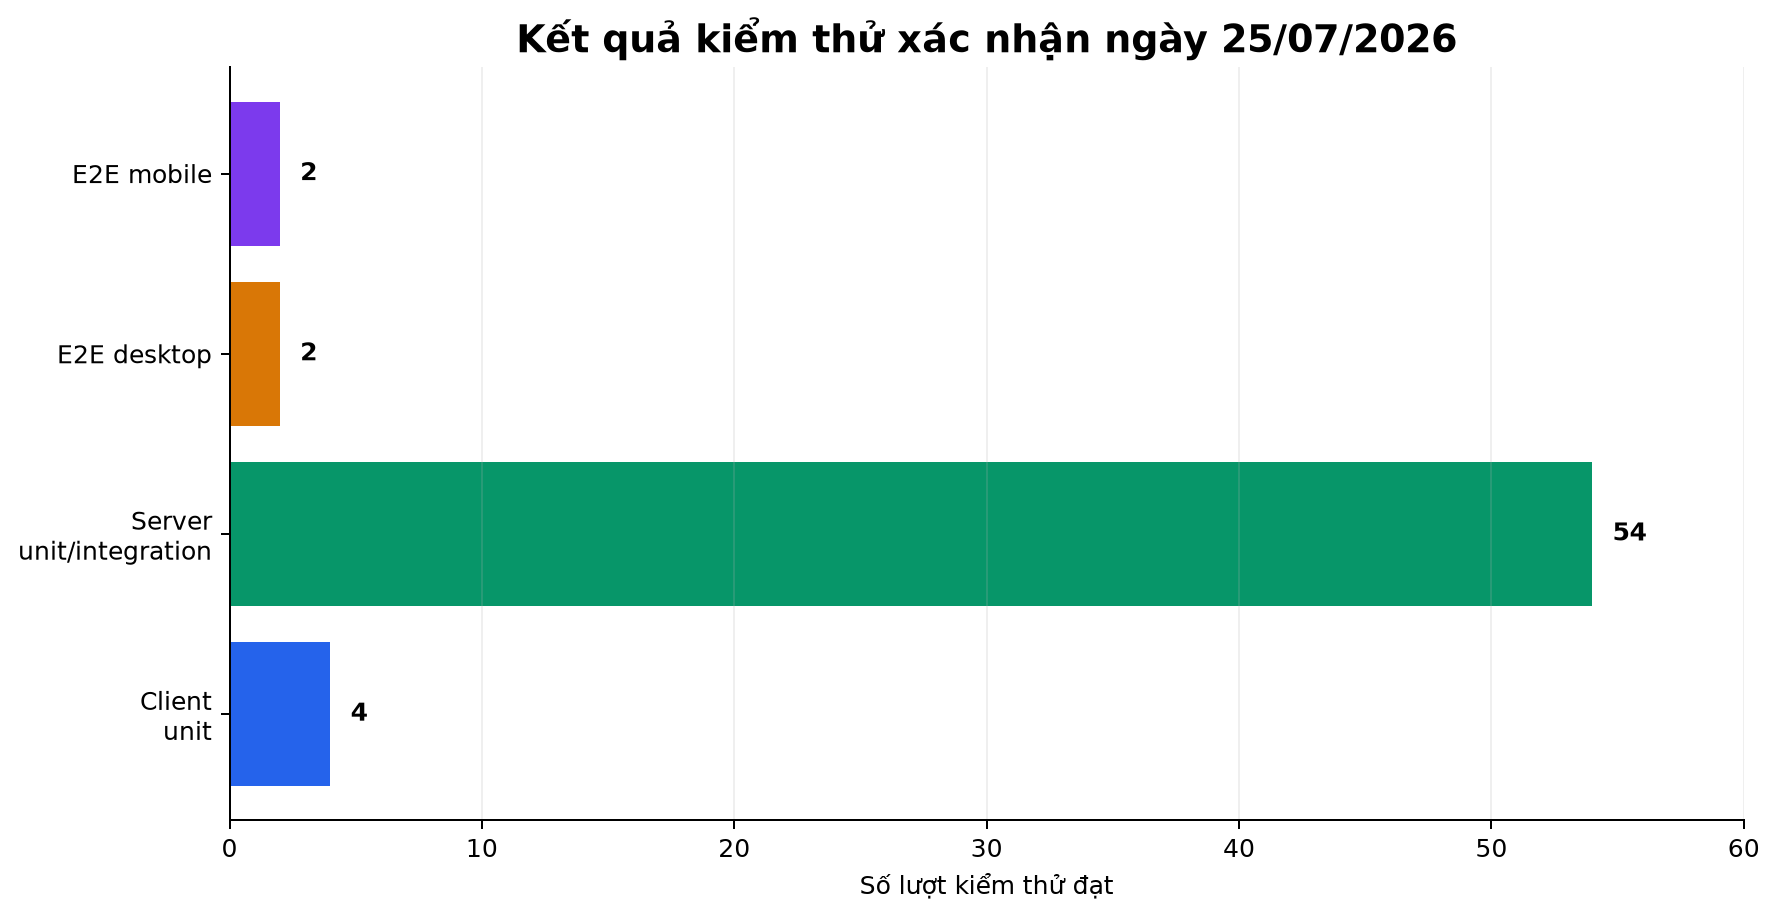 Kết quả kiểm thử xác nhận ngày 25/07/2026
E2E mobile
2
E2E desktop
2
Server
unit/integration
54
Client
unit
4
0 10 20 30 40 50 60
Số lượt kiểm thử đạt